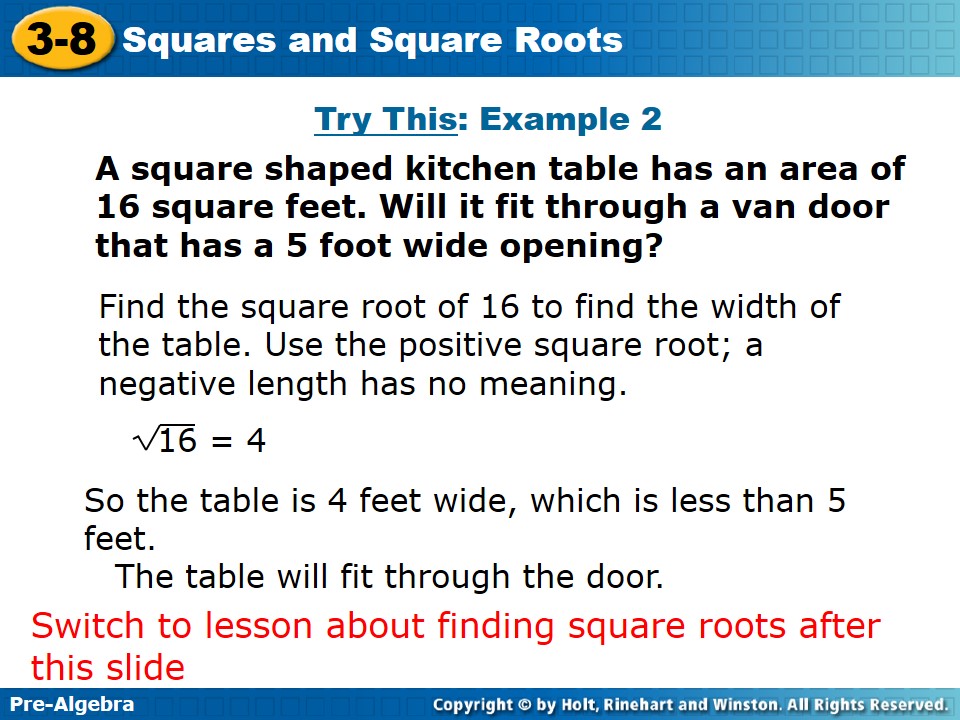 3-8 Squares and Square Roots
Try This: Example 2
A square shaped kitchen table has an area of
16 square feet. Will it fit through a van door
that has a 5 foot wide opening?
Find the square root of 16 to find the width of
the table. Use the positive square root; a
negative length has no meaning.
√16 = 4
So the table is 4 feet wide, which is less than 5
feet.
The table will fit through the door.
Switch to lesson about finding square roots after
this slide
Pre-Algebra
Copyright © by Holt, Rinehart and Winston. All Rights Reserved.